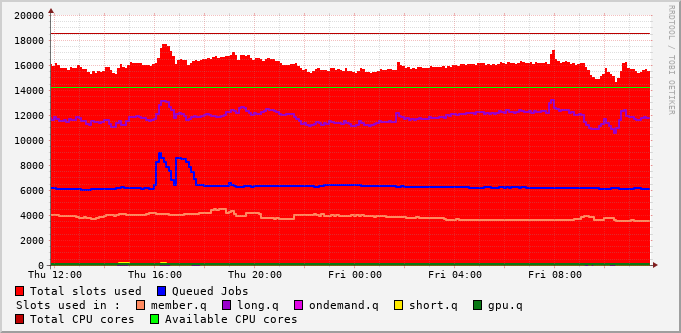 20000
18000
16000
14000
12000
10000
8000
6000
4000
2000
0
Thu 12:00 Thu 16:00 Thu 20:00 Fri 00:00 Fri 04:00 Fri 08:00
RRDTOOL / TOBI OETIKER
Total slots used Queued Jobs
Slots used in : member.q long.q ondemand.q short.q gpu.q
Total CPU cores Available CPU cores